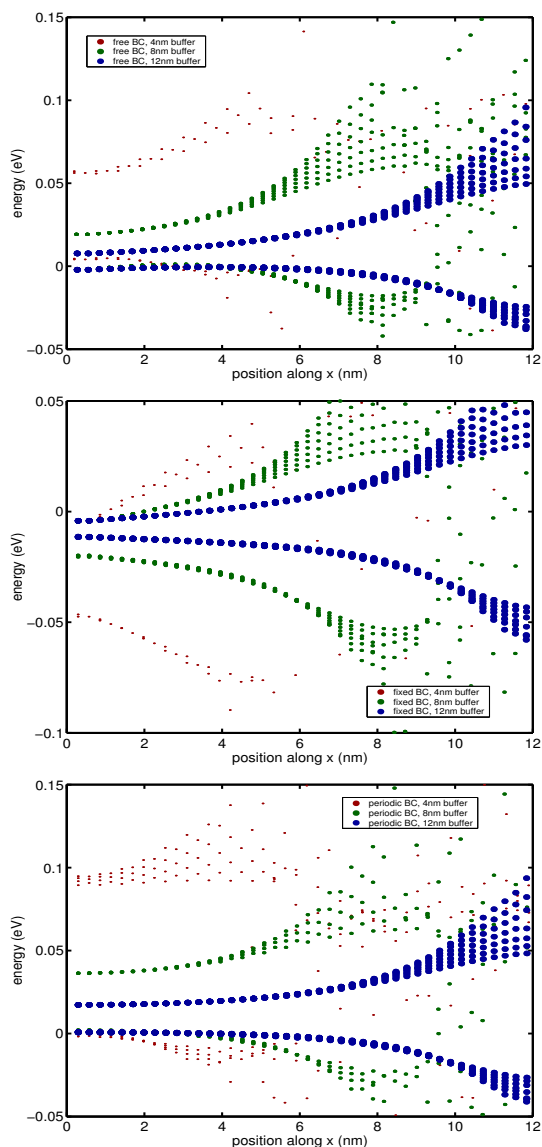 0.15
free BC, 4nm buffer
free BC, 8nm buffer
free BC, 12nm buffer
0.1
energy (eV)
0.05
0
−0.05
0 2 4 6 8 10 12
position along x (nm)
0.05
0
energy (eV)
−0.05
fixed BC, 4nm buffer
fixed BC, 8nm buffer
fixed BC, 12nm buffer
−0.1
0 2 4 6 8 10 12
position along x (nm)
0.15
periodic BC, 4nm buffer
periodic BC, 8nm buffer
periodic BC, 12nm buffer
0.1
energy (eV)
0.05
0
−0.05
0 2 4 6 8 10 12
position along x (nm)